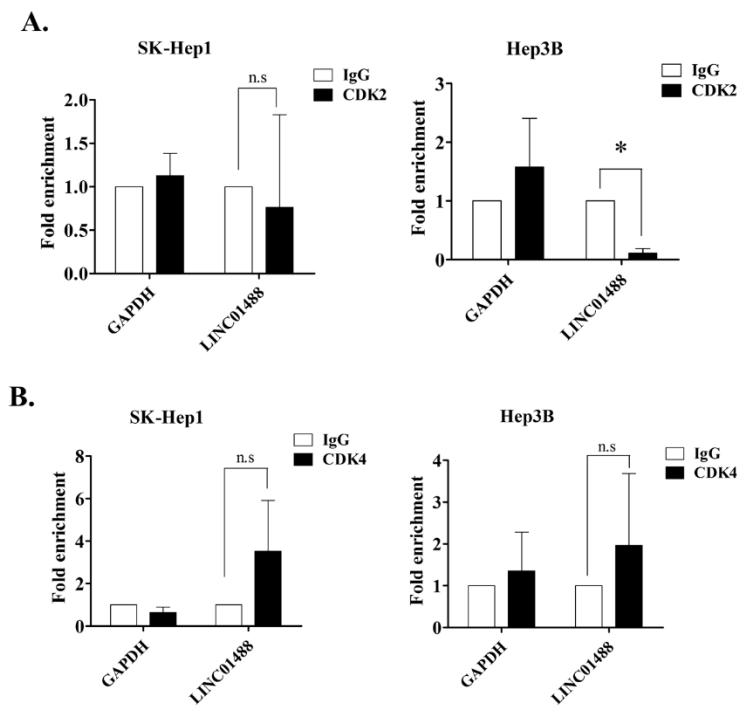 A.
SK-Hep1
IgG
CDK2
n.s
Fold enrichment
2.0
1.5
1.0
0.5
0.0
GAPDH
LINC01488
Hep3B
IgG
CDK2
*
Fold enrichment
3
2
1
0
GAPDH
LINC01488
B.
SK-Hep1
IgG
CDK4
n.s
Fold enrichment
8
6
4
2
0
GAPDH
LINC01488
Hep3B
IgG
CDK4
n.s
Fold enrichment
4
3
2
1
0
GAPDH
LINC01488